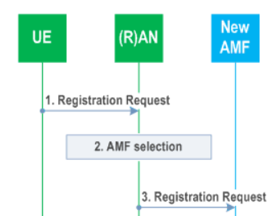 UE
(R)AN
New
AMF
1. Registration Request
2. AMF selection
3. Registration Request